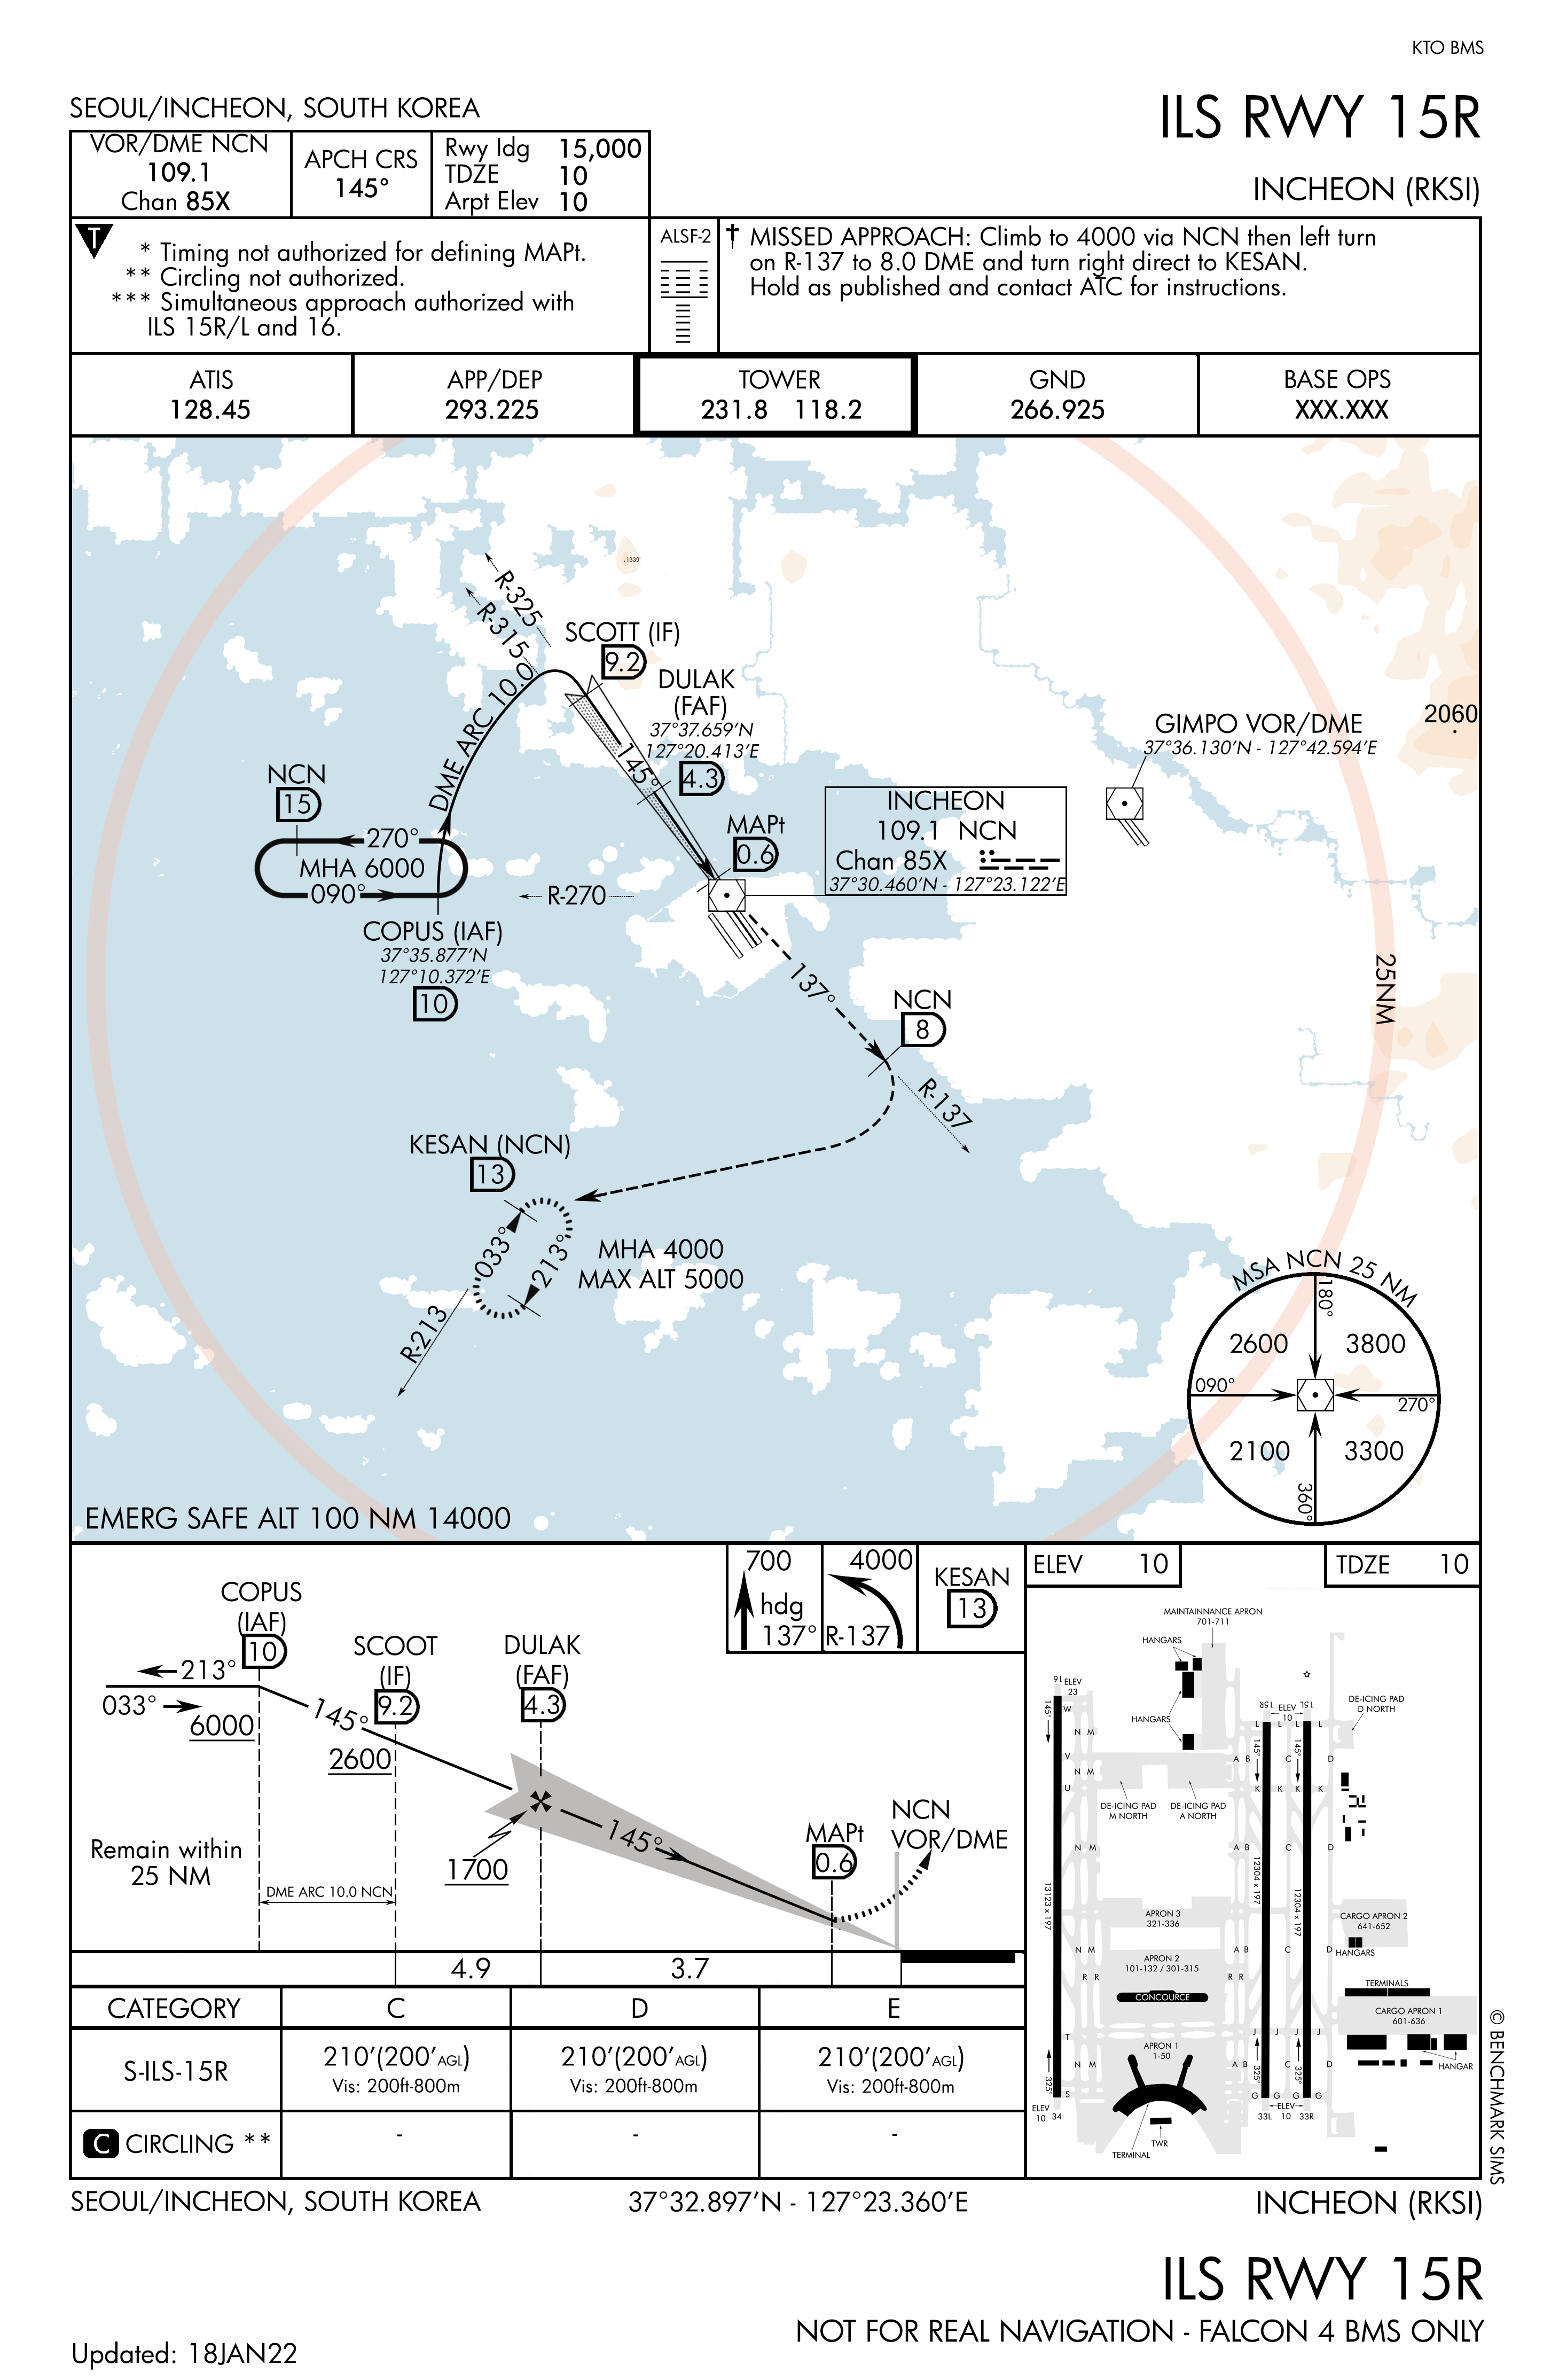 KTO BMS
SEOUL/INCHEON, SOUTH KOREA
ILS RWY 15R
INCHEON (RKSI)
VOR/DME NCN
109.1
Chan 85X
APCH CRS
145°
Rwy ldg 15,000
TDZE 10
Arpt Elev 10
T
* Timing not authorized for defining MAPt.
** Circling not authorized.
*** Simultaneous approach authorized with
ILS 15R/L and 16.
ALSF-2
† MISSED APPROACH: Climb to 4000 via NCN then left turn
on R-137 to 8.0 DME and turn right direct to KESAN.
Hold as published and contact ATC for instructions.
ATIS
128.45
APP/DEP
293.225
TOWER
231.8 118.2
GND
266.925
BASE OPS
XXX.XXX
.1339'
R-325
R-315
SCOTT (IF)
9.2
DULAK
(FAF)
37°37.659'N
127°20.413'E
4.3
145°
DME ARC 10.0
2060
GIMPO VOR/DME
37°36.130'N - 127°42.594'E
NCN
15
270°
MHA 6000
090°
MAPt
0.6
INCHEON
109.1 NCN
Chan 85X
37°30.460'N - 127°23.122'E
R-270
COPUS (IAF)
37°35.877'N
127°10.372'E
10
137°
25NM
NCN
8
R-137
KESAN (NCN)
13
033°
213°
MHA 4000
MAX ALT 5000
R-213
MSA NCN 25 NM
180°
2600
3800
090°
270°
2100
3300
360°
EMERG SAFE ALT 100 NM 14000
COPUS
(IAF)
10
213°
033°
6000
145°
SCOOT
(IF)
9.2
2600
DULAK
(FAF)
4.3
1700
145°
MAPt
0.6
NCN
VOR/DME
Remain within
25 NM
DME ARC 10.0 NCN
4.9
3.7
700
hdg
137°
4000
R-137
KESAN
13
ELEV 10
TDZE 10
MAINTAINNANCE APRON
701-711
HANGARS
HANGARS
16
ELEV
23
145°
W
N M
V
N M
U
DE-ICING PAD
M NORTH
DE-ICING PAD
A NORTH
15R
ELEV
10
15L
DE-ICING PAD
D NORTH
L L L L
145°
145°
A B C D
K K K K
N M
A B C D
13123 x 197
12304 x 197
12304 x 197
APRON 3
321-336
CARGO APRON 2
641-652
HANGARS
N M
A B C D
APRON 2
101-132 / 301-315
R R
R R
CONCOURCE
TERMINALS
CARGO APRON 1
601-636
T
J J J J
APRON 1
1-50
N M
A B C D
HANGAR
325°
325°
325°
S
G G G G
ELEV
10 34
33L
ELEV
10
33R
TWR
TERMINAL
CATEGORY C D E
S-ILS-15R
210'(200'AGL)
Vis: 200ft-800m
210'(200'AGL)
Vis: 200ft-800m
210'(200'AGL)
Vis: 200ft-800m
C CIRCLING ** - - -
© BENCHMARK SIMS
SEOUL/INCHEON, SOUTH KOREA
37°32.897'N - 127°23.360'E
INCHEON (RKSI)
ILS RWY 15R
NOT FOR REAL NAVIGATION - FALCON 4 BMS ONLY
Updated: 18JAN22